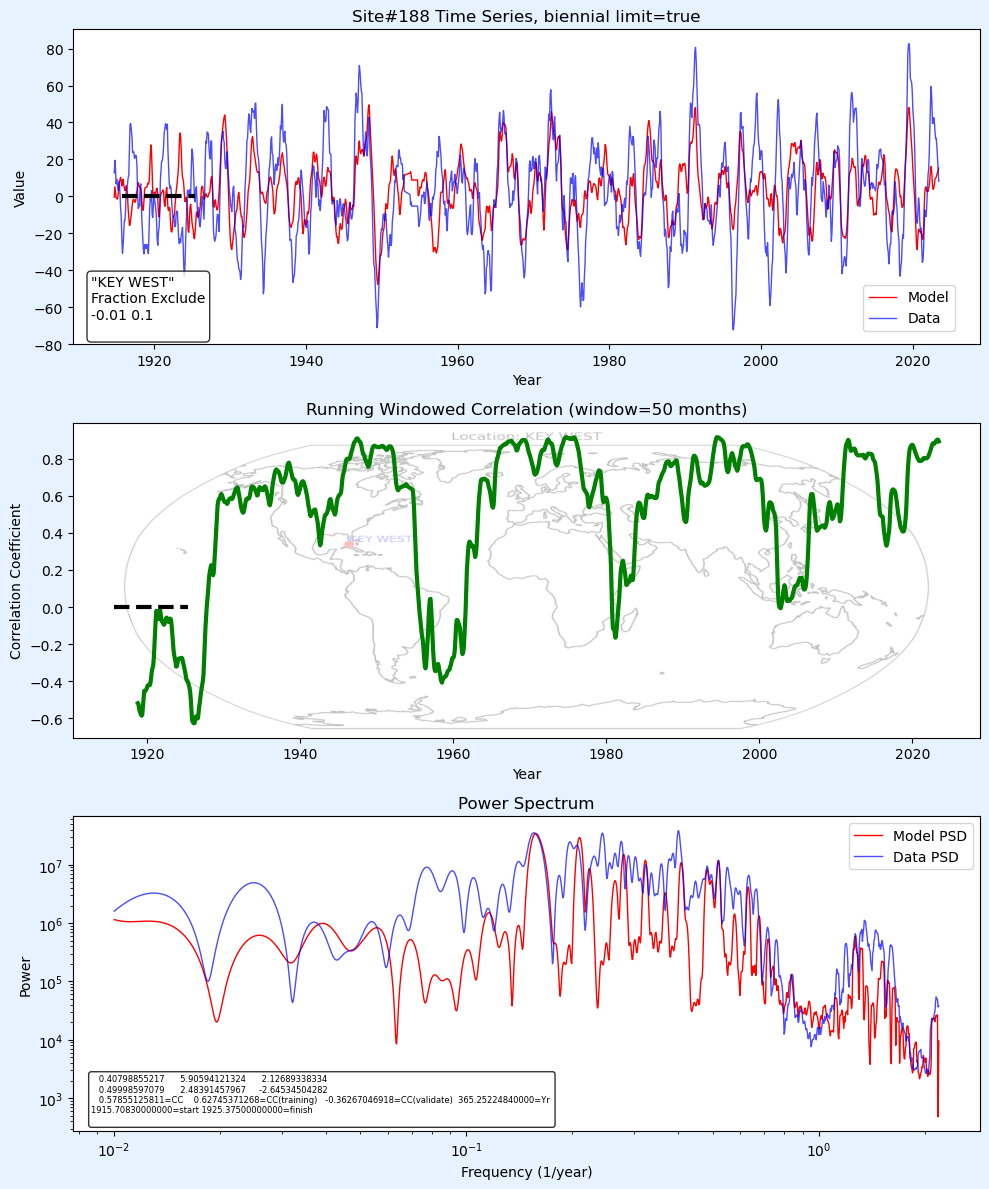 Site#188 Time Series, biennial limit=true
80
60
40
20
0
−20
−40
−60
−80
Value
"KEY WEST"
Fraction Exclude
-0.01 0.1
Model
Data
1920
1940
1960
1980
2000
2020
Year
Running Windowed Correlation (window=50 months)
Location: KEY WEST
KEY WEST
0.8
0.6
0.4
0.2
0.0
−0.2
−0.4
−0.6
Correlation Coefficient
1920
1940
1960
1980
2000
2020
Year
Power Spectrum
Model PSD
Data PSD
10⁷
10⁶
10⁵
10⁴
10³
Power
0.40798855217 5.90594121324 2.12689338334
0.49998597079 2.48391457967 -2.64534504282
0.57855125811=CC 0.62745371268=CC(training) -0.36267046918=CC(validate) 365.25224840000=Yr
1915.70830000000=start 1925.37500000000=finish
10⁻²
10⁻¹
10⁰
Frequency (1/year)